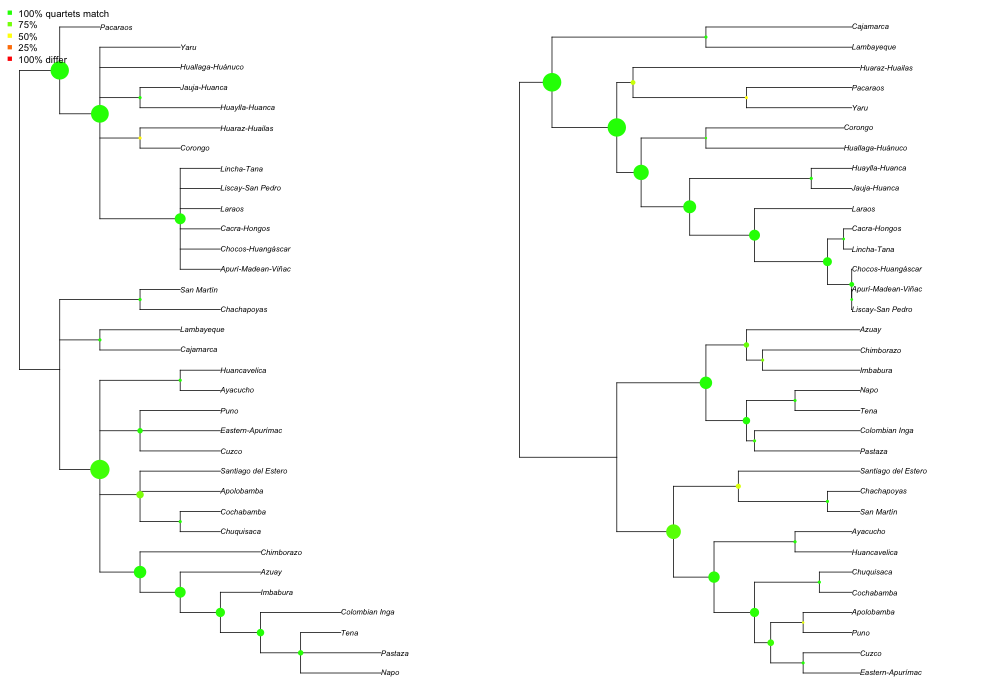 100% quartets match
75%
50%
25%
100% differ
Pacaraos
Yaru
Huallaga-Huánuco
Jauja-Huanca
Huaylla-Huanca
Huaraz-Huailas
Corongo
Lincha-Tana
Liscay-San Pedro
Laraos
Cacra-Hongos
Chocos-Huangáscar
Apurí-Madean-Viñac
San Martín
Chachapoyas
Lambayeque
Cajamarca
Huancavelica
Ayacucho
Puno
Eastern-Apurímac
Cuzco
Santiago del Estero
Apolobamba
Cochabamba
Chuquisaca
Chimborazo
Azuay
Imbabura
Colombian Inga
Tena
Pastaza
Napo
Cajamarca
Lambayeque
Huaraz-Huailas
Pacaraos
Yaru
Corongo
Huallaga-Huánuco
Huaylla-Huanca
Jauja-Huanca
Laraos
Cacra-Hongos
Lincha-Tana
Chocos-Huangáscar
Apurí-Madean-Viñac
Liscay-San Pedro
Azuay
Chimborazo
Imbabura
Napo
Tena
Colombian Inga
Pastaza
Santiago del Estero
Chachapoyas
San Martín
Ayacucho
Huancavelica
Chuquisaca
Cochabamba
Apolobamba
Puno
Cuzco
Eastern-Apurímac